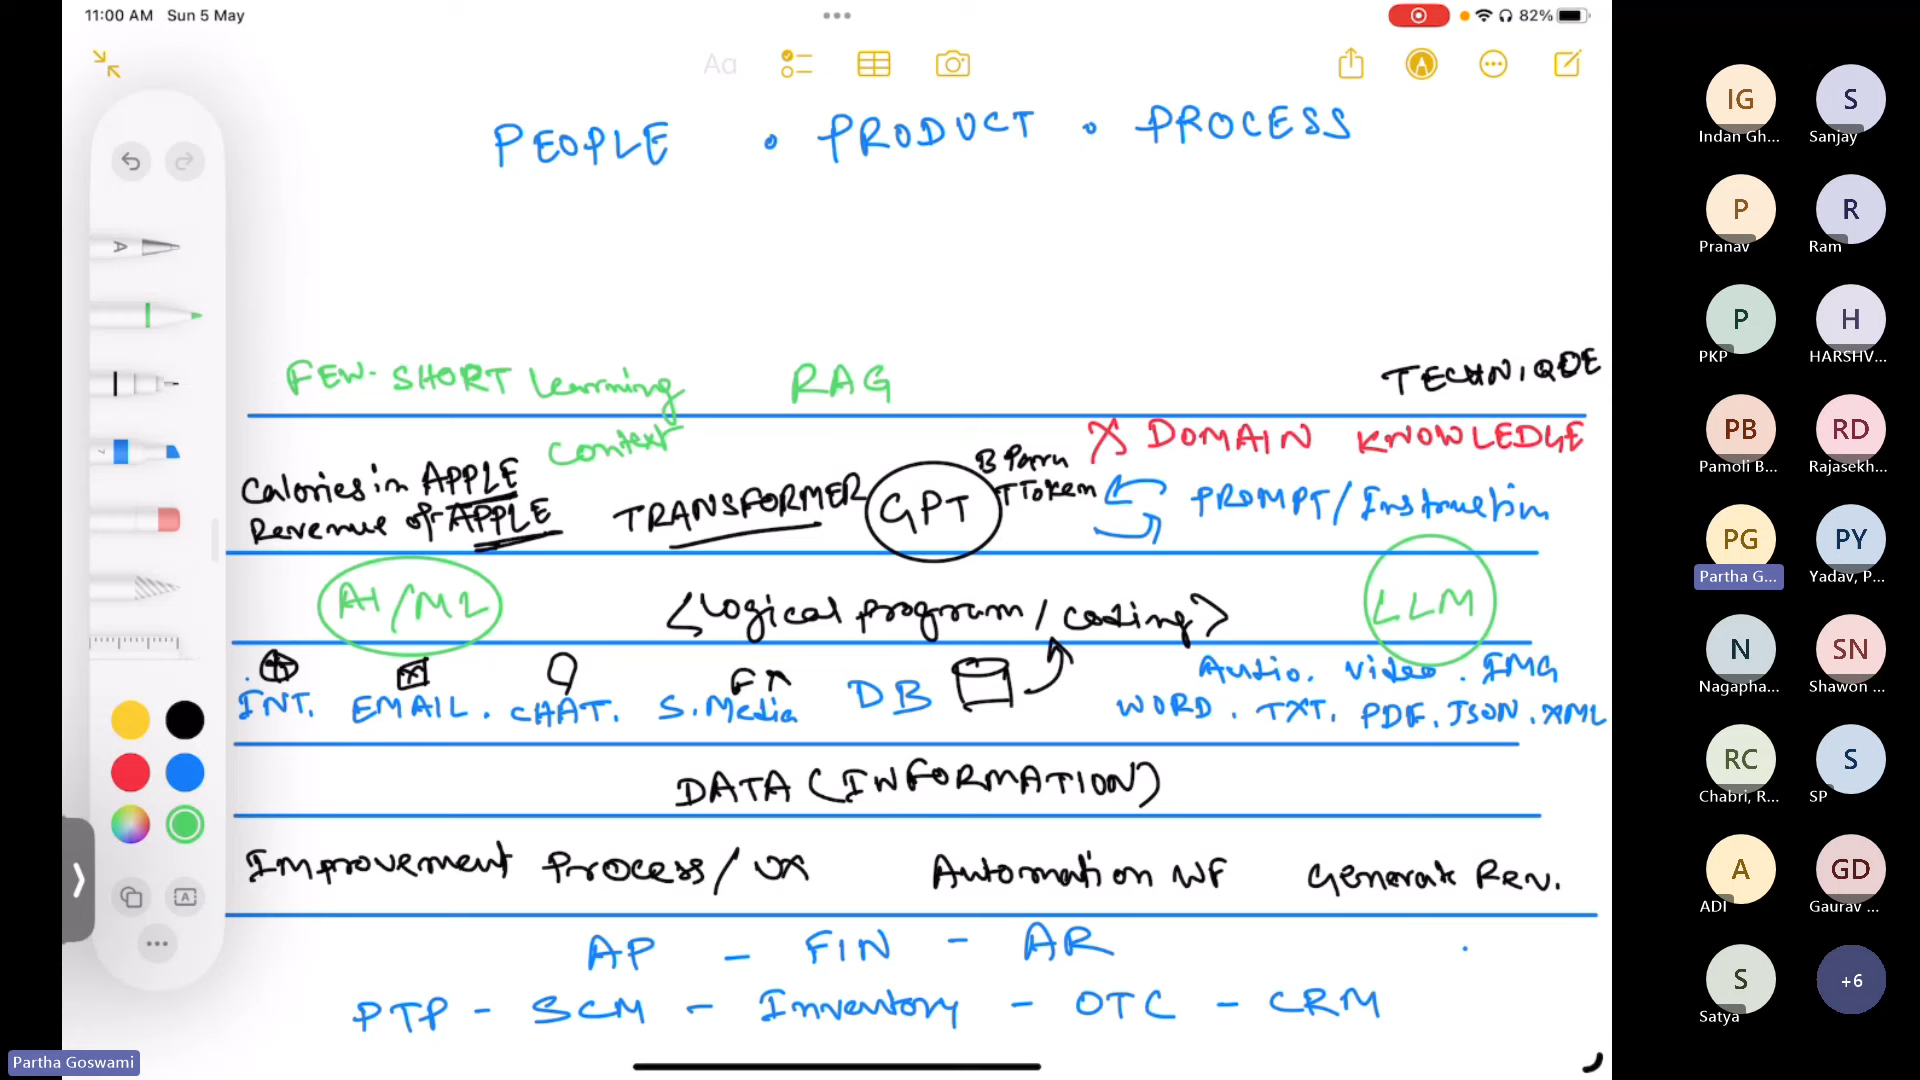 11:00 AM Sun 5 May
82%
Aa
PEOPLE • PRODUCT • PROCESS
FEW-SHORT Learning RAG TECHNIQUE
Context
X DOMAIN KNOWLEDGE
Calories in APPLE
Revenue of APPLE
TRANSFORMER GPT
B Param
T Token
PROMPT/Instruction
AI/ML <Logical program/coding> LLM
INT. EMAIL. CHAT. S.Media DB
Audio. Video. IMG
WORD. TXT. PDF. JSON. XML
DATA (INFORMATION)
Improvement Process/UX Automation WF Generate Rev.
AP - FIN - AR
PTP - SCM - Inventory - OTC - CRM
Partha Goswami
IG S
Indan Gh... Sanjay
P R
Pranav Ram
P H
PKP HARSHV...
PB RD
Pamoli B... Rajasekh...
PG PY
Partha G... Yadav, P...
N SN
Nagapha... Shawon ...
RC S
Chabri, R... SP
A GD
ADI Gaurav ...
S +6
Satya